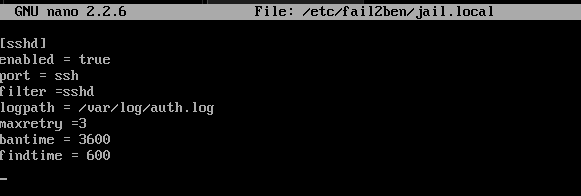 GNU nano 2.2.6 File: /etc/fail2ben/jail.local
[sshd]
enabled = true
port = ssh
filter =sshd
logpath = /var/log/auth.log
maxretry =3
bantime = 3600
findtime = 600